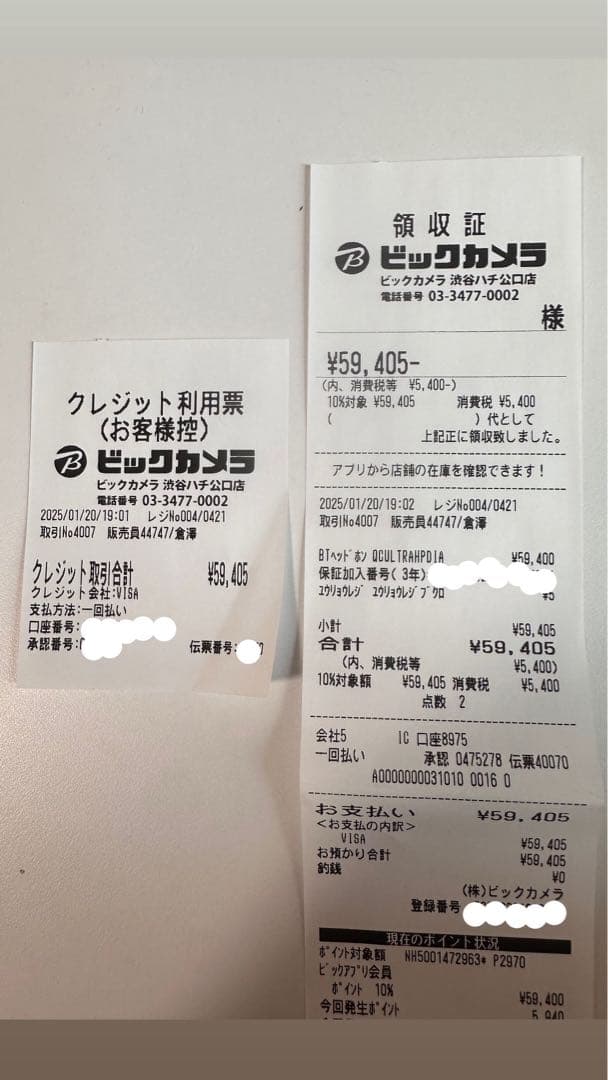 クレジット利用票
(お客様控)
ビックカメラ
ビックカメラ 渋谷ハチ公口店
電話番号 03-3477-0002
2025/01/20/19:01 レジNo004/0421
取引No4007 販売員44747/倉澤
クレジット取引合計 ¥59,405
クレジット会社:VISA
支払方法:一回払い
口座番号:
承認番号: 伝票番号:
領収証
ビックカメラ
ビックカメラ 渋谷ハチ公口店
電話番号 03-3477-0002
様
¥59,405-
(内、消費税等 ¥5,400-)
10%対象 ¥59,405 消費税 ¥5,400
( )代として
上記正に領収致しました。
アプリから店舗の在庫を確認できます!
2025/01/20/19:02 レジNo004/0421
取引No4007 販売員44747/倉澤
BTヘッドホン QCULTRAHPDIA ¥59,400
保証加入番号(3年)
ユウリョウレジ ユウリョウレジブクロ ¥5
小計 ¥59,405
合計 ¥59,405
(内、消費税等 ¥5,400)
10%対象額 ¥59,405 消費税 ¥5,400
点数 2
会社5 IC 口座8975
一回払い 承認 0475278 伝票40070
A0000000031010 0016 0
お支払い ¥59,405
<お支払の内訳>
VISA ¥59,405
お預かり合計 ¥59,405
釣銭 ¥0
(株)ビックカメラ
登録番号
現在のポイント状況
ポイント対象額 NH5001472963* P2970
ビックアプリ会員
ポイント 10% ¥59,400
今回発生ポイント 5,940